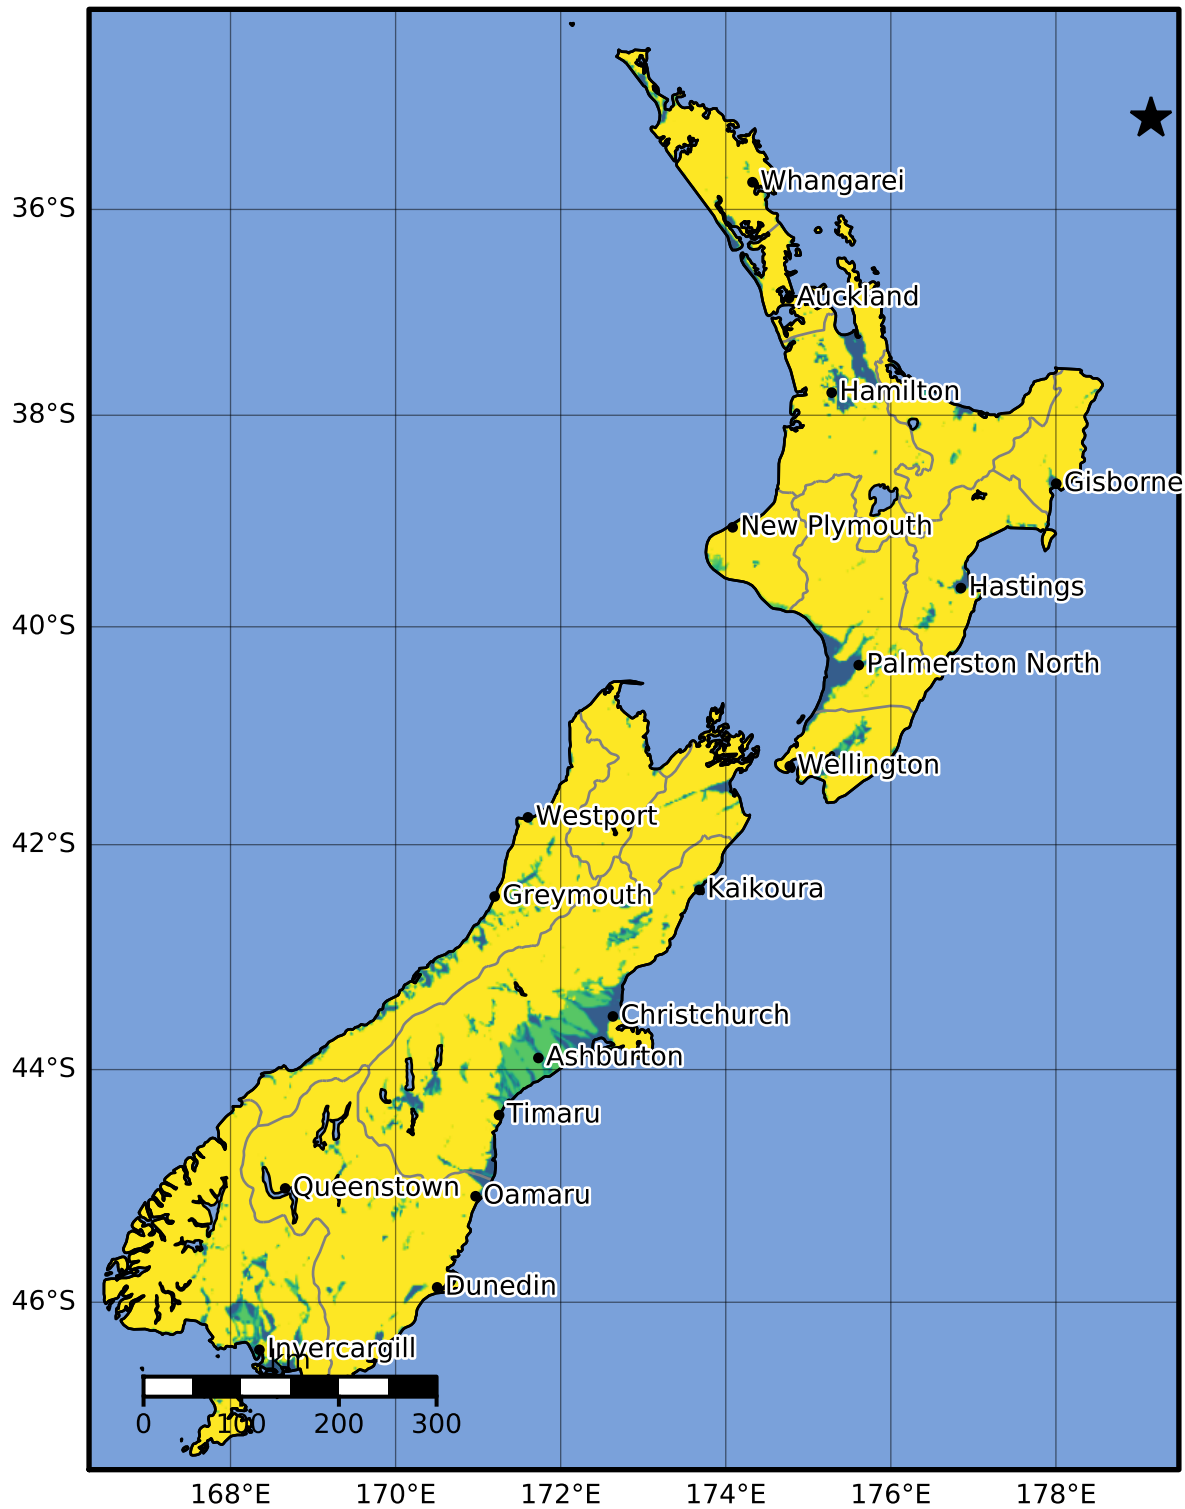 Whangarei
36°S
Auckland
Hamilton
38°S
Gisborne
New Plymouth
Hastings
40°S
Palmerston North
Wellington
Westport
42°S
Kaikoura
Greymouth
Christchurch
Ashburton
44°S
Timaru
Queenstown
Oamaru
Dunedin
46°S
Invercargill
km
0 100 200 300
168°E 170°E 172°E 174°E 176°E 178°E